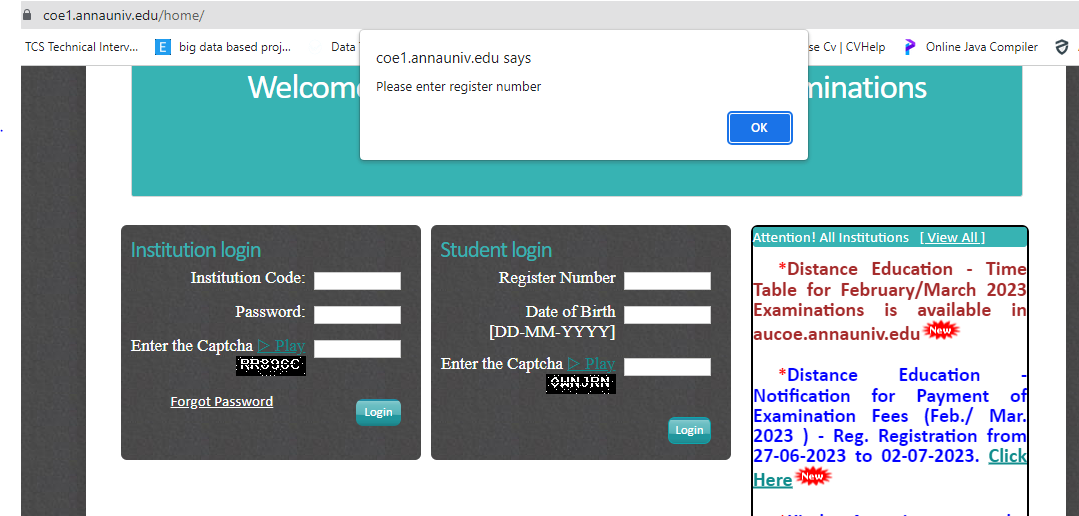 coe1.annauniv.edu/home/
TCS Technical Interv...
E
big data based proj...
Data
se Cv | CVHelp
Online Java Compiler
coe1.annauniv.edu says
Please enter register number
OK
Welcom
minations
Institution login
Institution Code:
Password:
Enter the Captcha ▷ Play
Forgot Password
Login
Student login
Register Number
Date of Birth
[DD-MM-YYYY]
Enter the Captcha ▷ Play
OWNJRN
Login
Attention! All Institutions [ View All ]
*Distance Education - Time
Table for February/March 2023
Examinations is available in
aucoe.annauniv.edu New
*Distance Education -
Notification for Payment of
Examination Fees (Feb./ Mar.
2023 ) - Reg. Registration from
27-06-2023 to 02-07-2023. Click
Here New